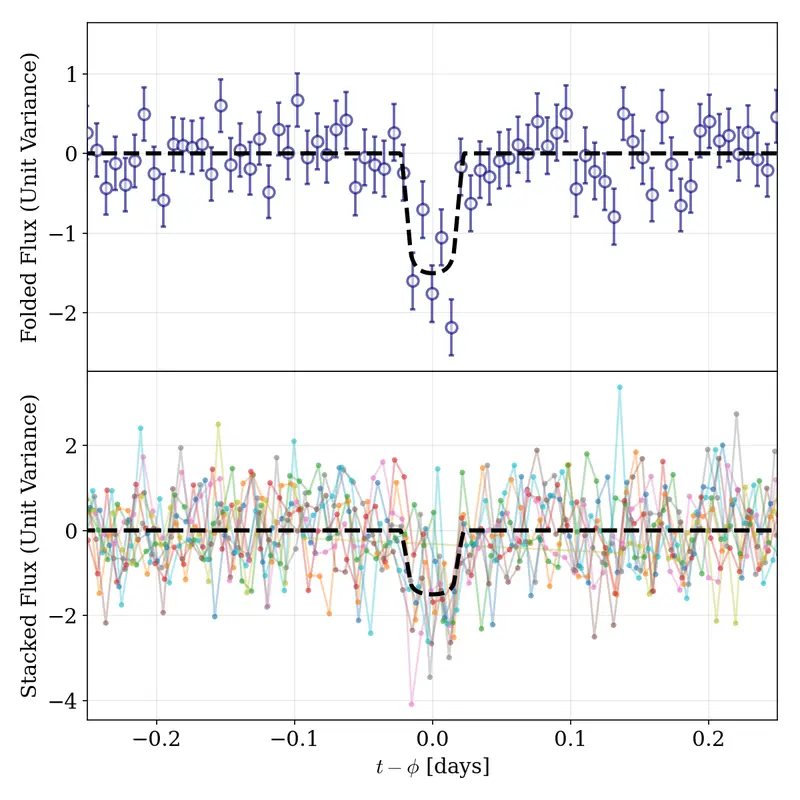 Folded Flux (Unit Variance)
1
0
−1
−2
Stacked Flux (Unit Variance)
2
0
−2
−4
−0.2 −0.1 0.0 0.1 0.2
t − ϕ [days]